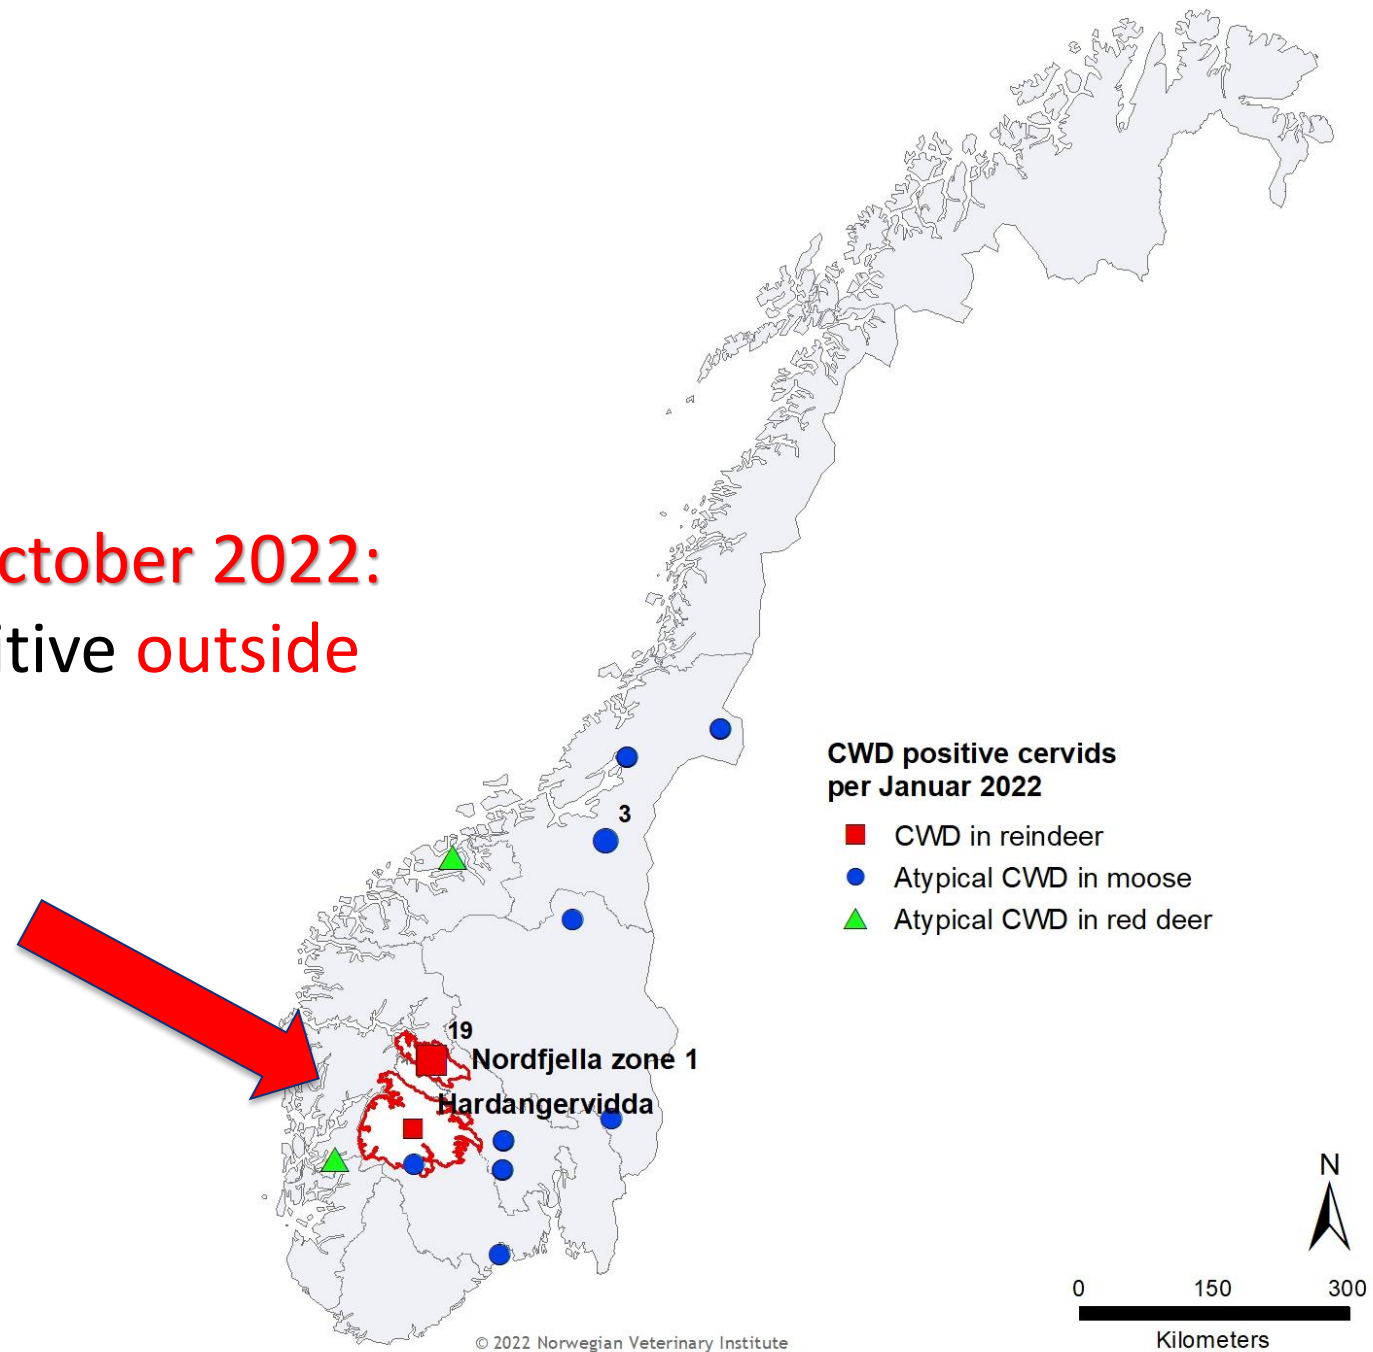 ctober 2022:
itive outside
CWD positive cervids
per Januar 2022
3
CWD in reindeer
Atypical CWD in moose
Atypical CWD in red deer
19
Nordfjella zone 1
Hardangervidda
N
0 150 300
Kilometers
© 2022 Norwegian Veterinary Institute